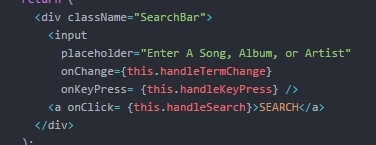 return (
<div className="SearchBar">
<input
placeholder="Enter A Song, Album, or Artist"
onChange={this.handleTermChange}
onKeyPress= {this.handleKeyPress} />
<a onClick= {this.handleSearch}>SEARCH</a>
</div>
);